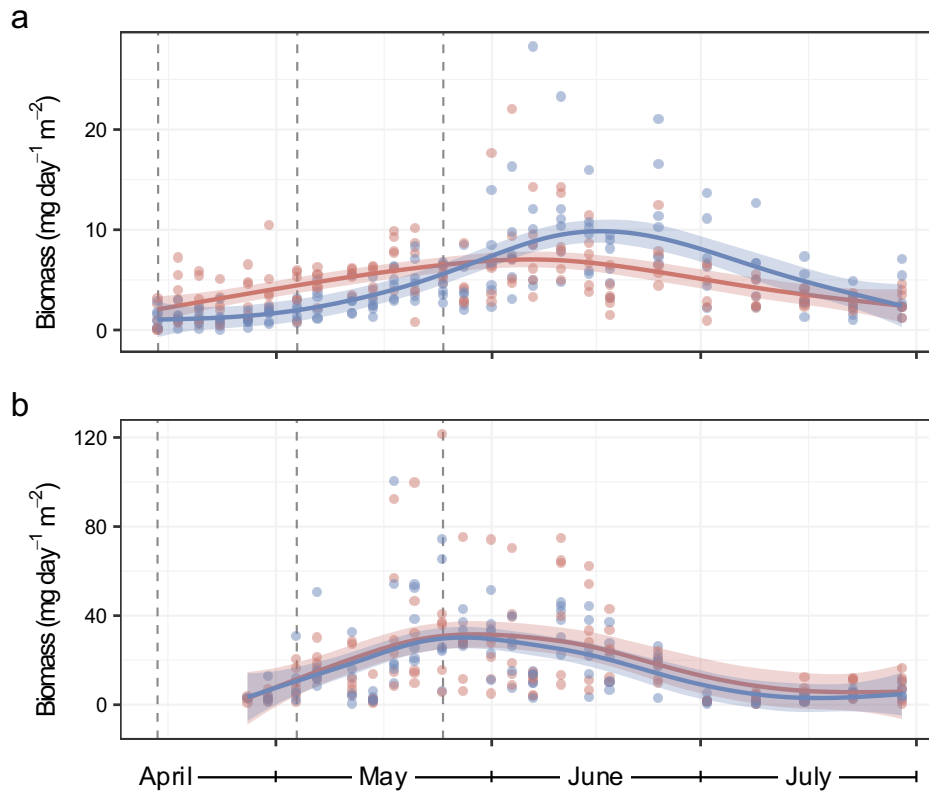 a
Biomass (mg day⁻¹ m⁻²)
20
10
0
b
Biomass (mg day⁻¹ m⁻²)
120
80
40
0
April May June July